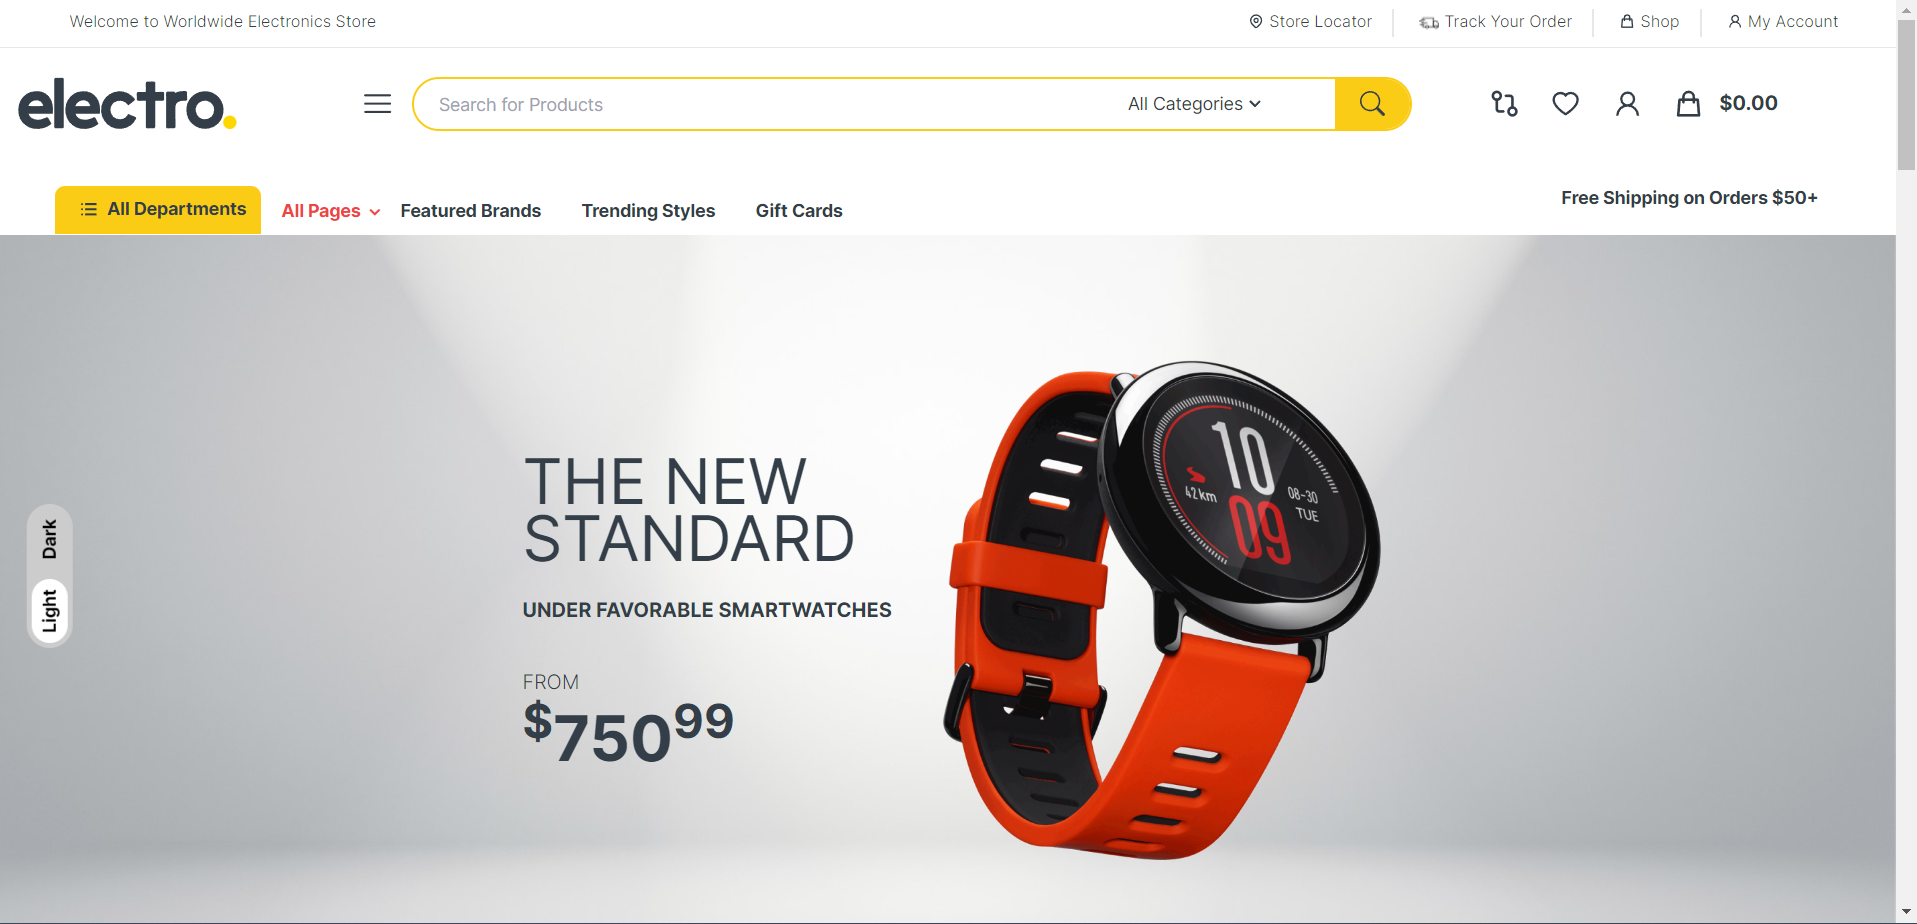 Welcome to Worldwide Electronics Store
Store Locator
Track Your Order
Shop
My Account
electro.
Search for Products
All Categories
$0.00
All Departments
All Pages
Featured Brands
Trending Styles
Gift Cards
Free Shipping on Orders $50+
THE NEW
STANDARD
UNDER FAVORABLE SMARTWATCHES
FROM
$75099
10
09
42km
08-30
TUE
Dark
Light